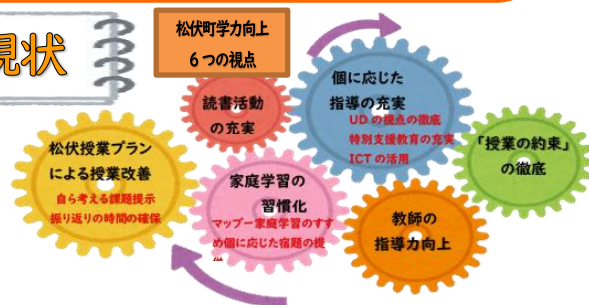 現状
松伏町学力向上
6つの視点
読書活動
の充実
個に応じた
指導の充実
UDの視点の徹底
特別支援教育の充実
ICTの活用
「授業の約束」
の徹底
松伏授業プラン
による授業改善
自ら考える課題提示
振り返りの時間の確保
家庭学習の
習慣化
マップー家庭学習のすす
め個に応じた宿題の提
教師の
指導力向上